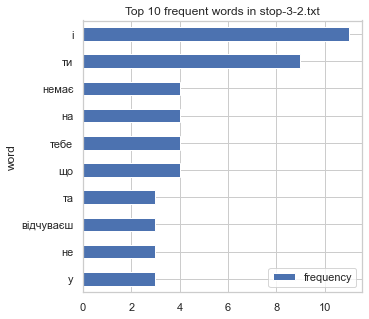 Top 10 frequent words in stop-3-2.txt
і
ти
немає
на
тебе
що
та
відчуваєш
не
у
word
frequency
0 2 4 6 8 10